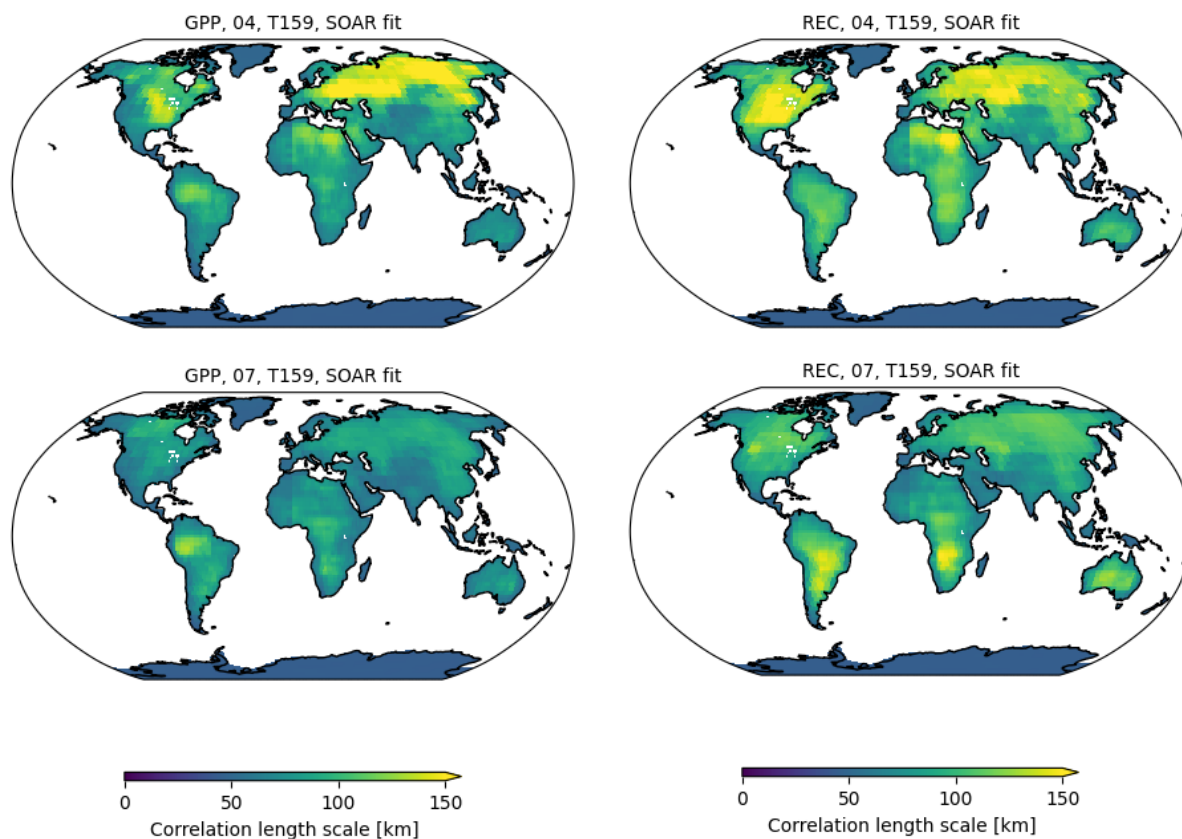 GPP, 04, T159, SOAR fit
REC, 04, T159, SOAR fit
GPP, 07, T159, SOAR fit
REC, 07, T159, SOAR fit
0 50 100 150
Correlation length scale [km]
0 50 100 150
Correlation length scale [km]